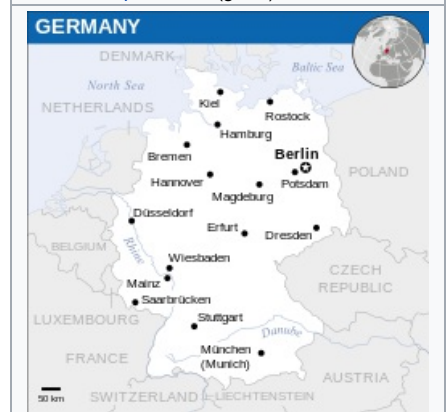 GERMANY
DENMARK
Baltic Sea
North Sea
Kiel
NETHERLANDS
Rostock
Hamburg
Bremen
Berlin
POLAND
Hannover
Potsdam
Magdeburg
Düsseldorf
Erfurt
Dresden
BELGIUM
Rhine
Wiesbaden
CZECH
REPUBLIC
Mainz
Saarbrücken
LUXEMBOURG
Stuttgart
Danube
FRANCE
München
(Munich)
AUSTRIA
50 km
SWITZERLAND
LIECHTENSTEIN